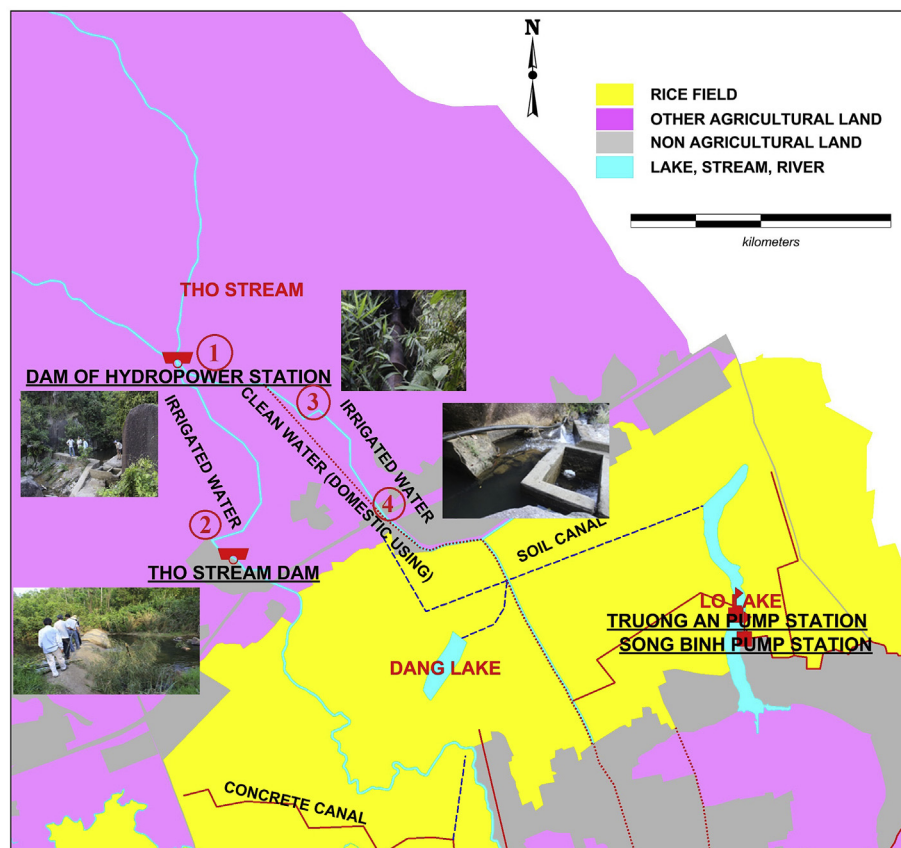 N
RICE FIELD
OTHER AGRICULTURAL LAND
NON AGRICULTURAL LAND
LAKE, STREAM, RIVER
kilometers
THO STREAM
1
DAM OF HYDROPOWER STATION
3
IRRIGATED WATER
CLEAN WATER (DOMESTIC USING)
IRRIGATED WATER
4
2
SOIL CANAL
THO STREAM DAM
LO LAKE
TRUONG AN PUMP STATION
SONG BINH PUMP STATION
DANG LAKE
CONCRETE CANAL